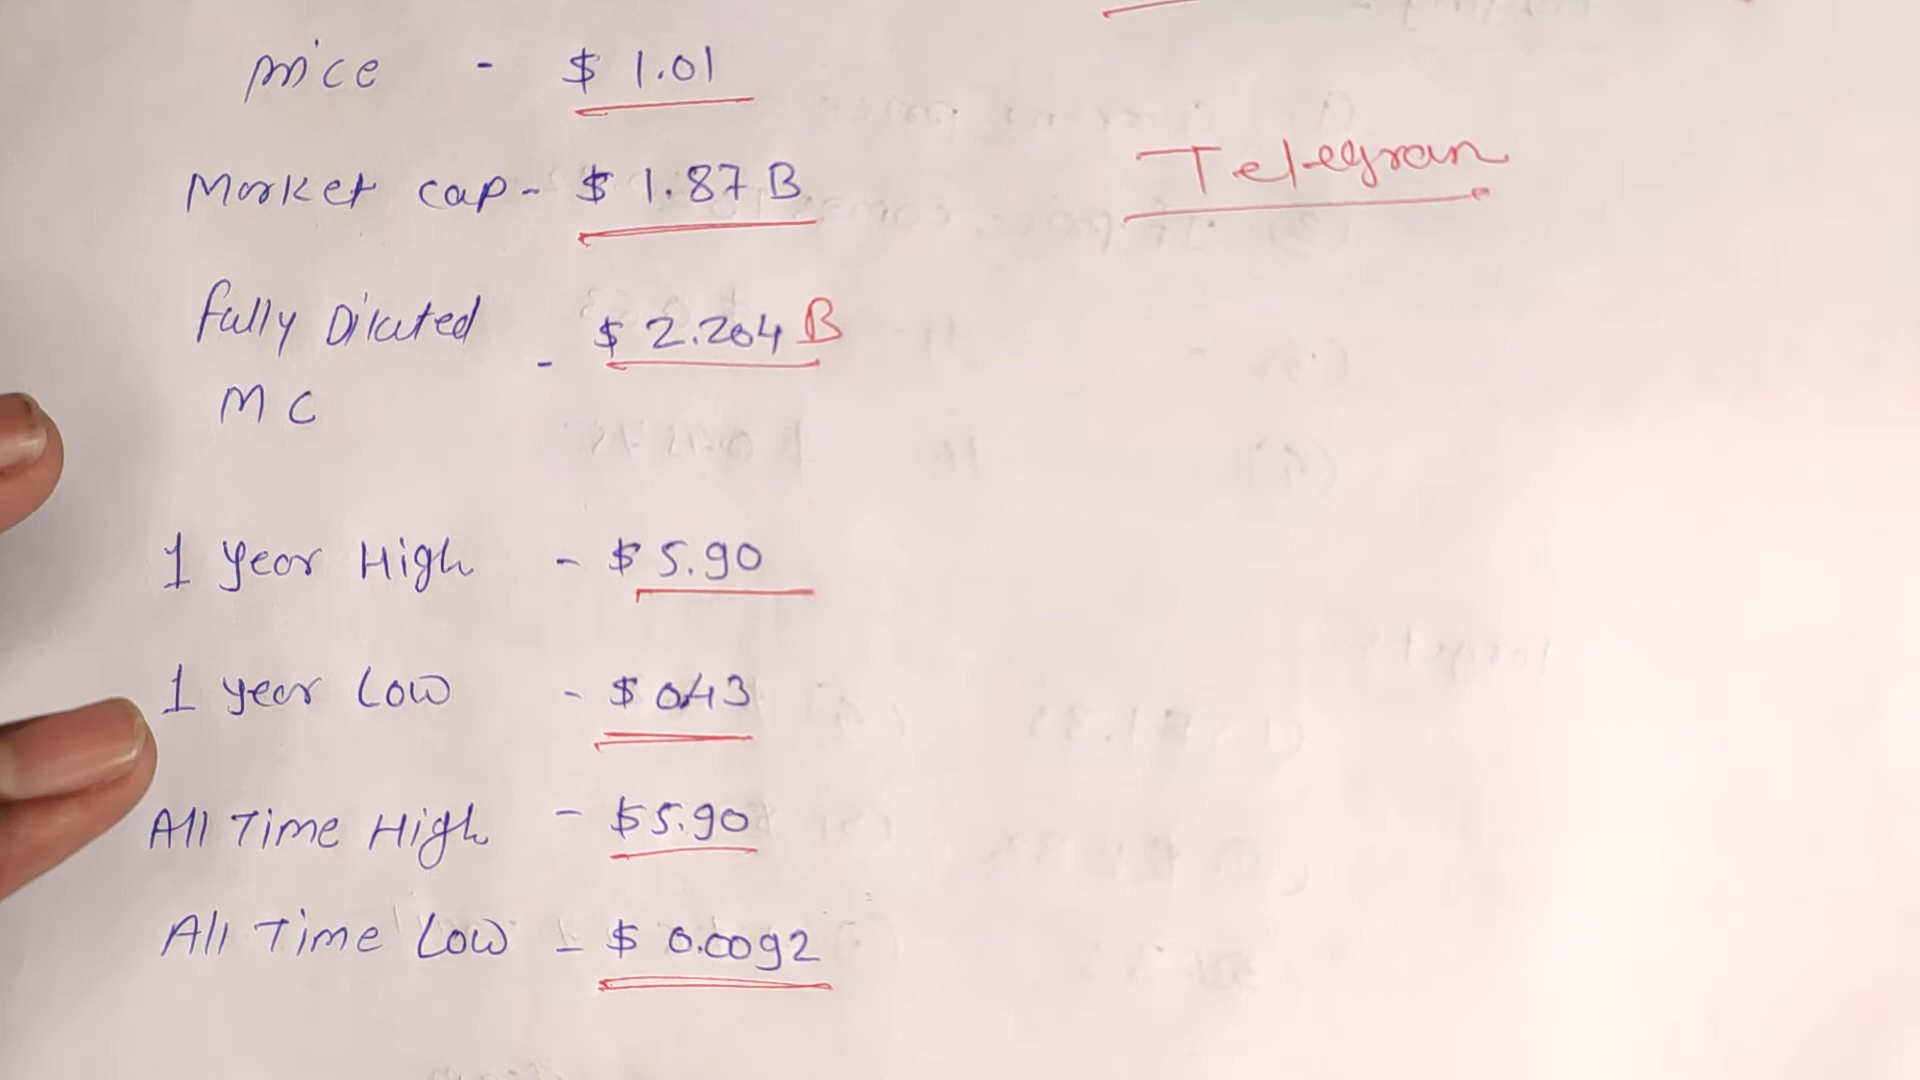 price - $ 1.01
Market cap - $ 1.87 B
Telegram
Fully Diluted
- $ 2.204 B
M C
1 year High - $ 5.90
1 year Low - $ 0.43
All Time High - $5.90
All Time Low - $ 0.0092